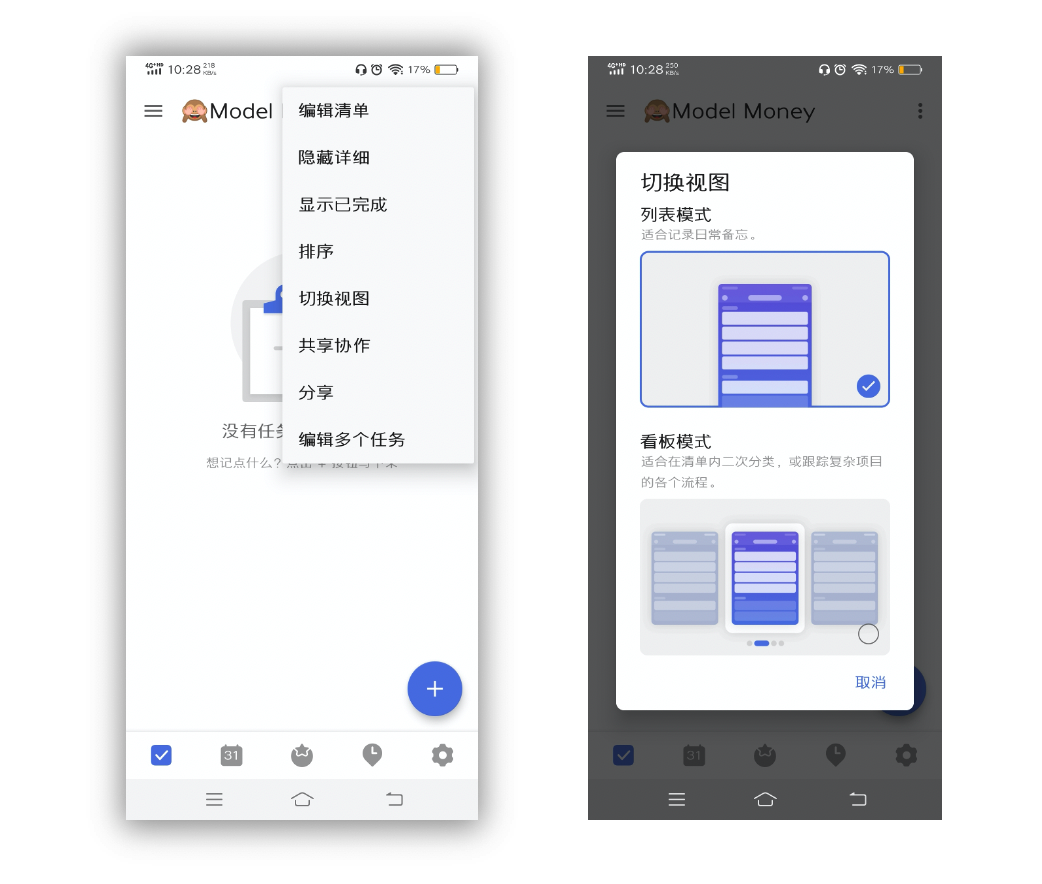 4G+HD 10:28 218 KB/s 17%
Model
编辑清单
隐藏详细
显示已完成
排序
切换视图
共享协作
分享
编辑多个任务
没有任务
想记点什么？点击 + 按钮写下来
31
4G+HD 10:28 250 KB/s 17%
Model Money
切换视图
列表模式
适合记录日常备忘。
看板模式
适合在清单内二次分类，或跟踪复杂项目
的各个流程。
取消
31